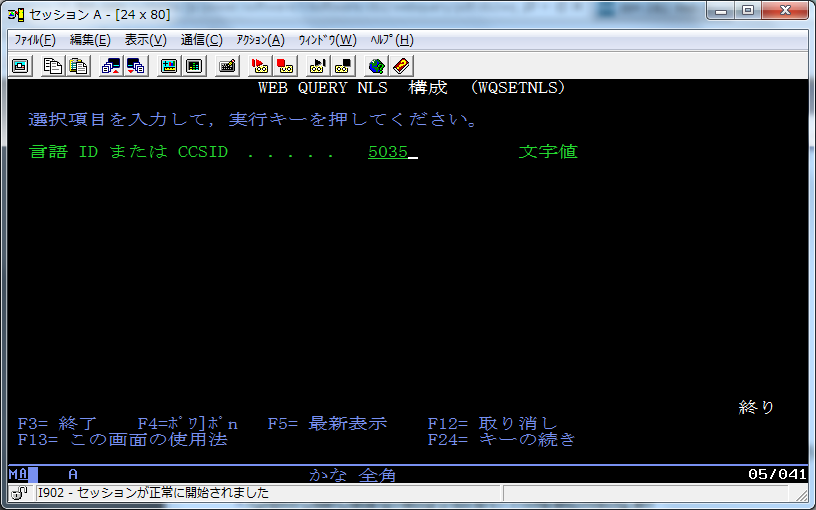 セッション A - [24 x 80]
ﾌｧｲﾙ(F) 編集(E) 表示(V) 通信(C) ｱｸｼｮﾝ(A) ｳｨﾝﾄﾞｳ(W) ﾍﾙﾌﾟ(H)
WEB QUERY NLS 構成 (WQSETNLS)
選択項目を入力して, 実行キーを押してください。
言語 ID または CCSID . . . . . 5035_ 文字値
終り
F3= 終了 F4=ﾎﾟﾜ]ﾎﾟn F5= 最新表示 F12= 取り消し
F13= この画面の使用法 F24= キーの続き
MA A かな 全角 05/041
I902 - セッションが正常に開始されました